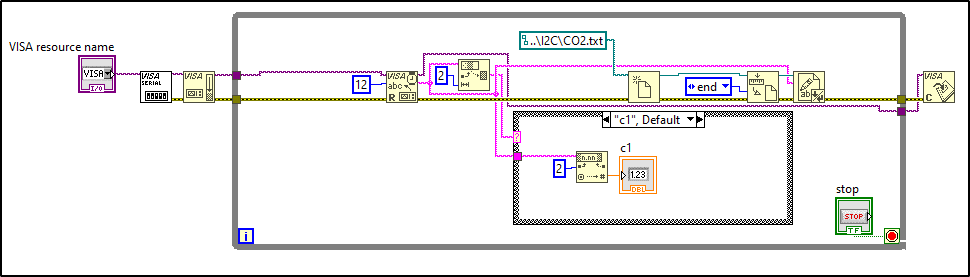 ..\I2C\CO2.txt
VISA resource name
VISA
I/O
VISA
SERIAL
VISA
abc
R
12
2
end
VISA
C
"c1", Default
?
n.nn
2
c1
1.23
DBL
stop
STOP
TF
i